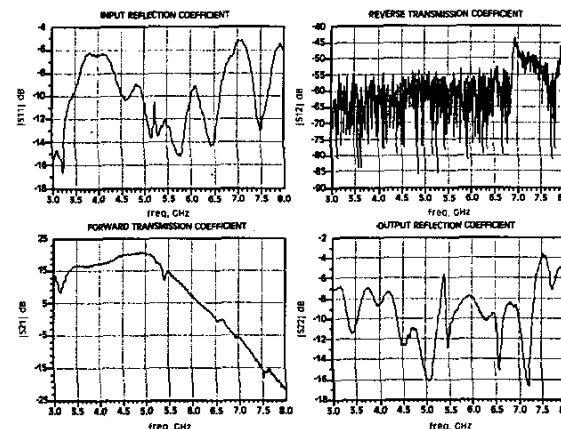 INPUT REFLECTION COEFFICIENT
-4
-6
-8
-10
-12
-14
-16
-18
|S11| dB
3.0 3.5 4.0 4.5 5.0 5.5 6.0 6.5 7.0 7.5 8.0
freq, GHz
REVERSE TRANSMISSION COEFFICIENT
-40
-45
-50
-55
-60
-65
-70
-75
-80
-85
-90
|S12| dB
3.0 3.5 4.0 4.5 5.0 5.5 6.0 6.5 7.0 7.5 8.0
freq, GHz
FORWARD TRANSMISSION COEFFICIENT
25
15
5
-5
-15
-25
|S21| dB
3.0 3.5 4.0 4.5 5.0 5.5 6.0 6.5 7.0 7.5 8.0
freq, GHz
OUTPUT REFLECTION COEFFICIENT
-2
-4
-6
-8
-10
-12
-14
-16
-18
|S22| dB
3.0 3.5 4.0 4.5 5.0 5.5 6.0 6.5 7.0 7.5 8.0
freq, GHz